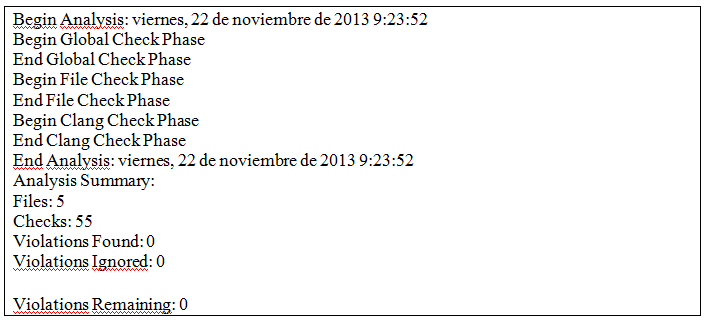 Begin Analysis: viernes, 22 de noviembre de 2013 9:23:52
Begin Global Check Phase
End Global Check Phase
Begin File Check Phase
End File Check Phase
Begin Clang Check Phase
End Clang Check Phase
End Analysis: viernes, 22 de noviembre de 2013 9:23:52
Analysis Summary:
Files: 5
Checks: 55
Violations Found: 0
Violations Ignored: 0
Violations Remaining: 0